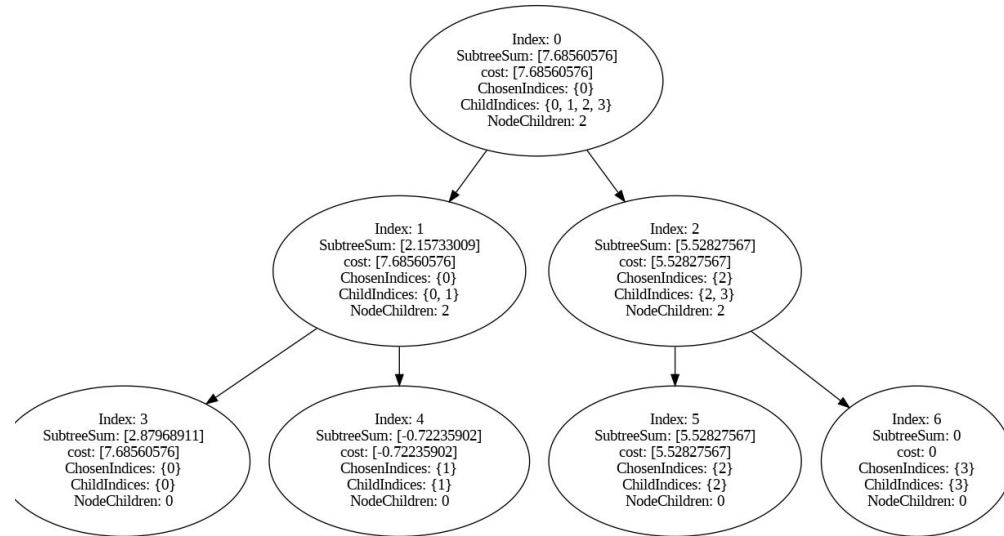 Index: 0
SubtreeSum: [7.68560576]
cost: [7.68560576]
ChosenIndices: {0}
ChildIndices: {0, 1, 2, 3}
NodeChildren: 2
Index: 1
SubtreeSum: [2.15733009]
cost: [7.68560576]
ChosenIndices: {0}
ChildIndices: {0, 1}
NodeChildren: 2
Index: 2
SubtreeSum: [5.52827567]
cost: [5.52827567]
ChosenIndices: {2}
ChildIndices: {2, 3}
NodeChildren: 2
Index: 3
SubtreeSum: [2.87968911]
cost: [7.68560576]
ChosenIndices: {0}
ChildIndices: {0}
NodeChildren: 0
Index: 4
SubtreeSum: [-0.72235902]
cost: [-0.72235902]
ChosenIndices: {1}
ChildIndices: {1}
NodeChildren: 0
Index: 5
SubtreeSum: [5.52827567]
cost: [5.52827567]
ChosenIndices: {2}
ChildIndices: {2}
NodeChildren: 0
Index: 6
SubtreeSum: 0
cost: 0
ChosenIndices: {3}
ChildIndices: {3}
NodeChildren: 0